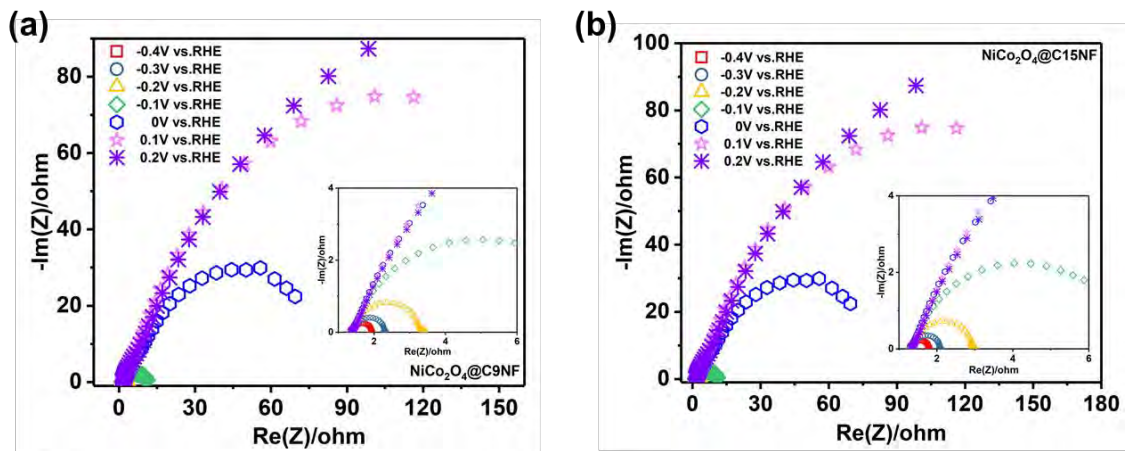 (a)
-0.4V vs.RHE
-0.3V vs.RHE
-0.2V vs.RHE
-0.1V vs.RHE
0V vs.RHE
0.1V vs.RHE
0.2V vs.RHE
80
60
40
20
0
-Im(Z)/ohm
0 30 60 90 120 150
Re(Z)/ohm
4
2
0
-Im(Z)/ohm
2 4 6
Re(Z)/ohm
NiCo2O4@C9NF
(b)
NiCo2O4@C15NF
-0.4V vs.RHE
-0.3V vs.RHE
-0.2V vs.RHE
-0.1V vs.RHE
0V vs.RHE
0.1V vs.RHE
0.2V vs.RHE
100
80
60
40
20
0
-Im(Z)/ohm
0 30 60 90 120 150 180
Re(Z)/ohm
4
2
0
-Im(Z)/ohm
2 3 4 5 6
Re(Z)/ohm